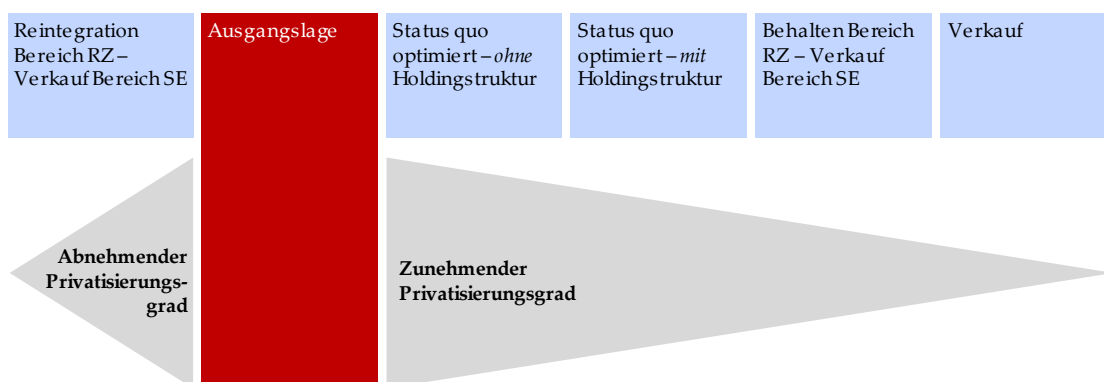 Reintegration
Bereich RZ –
Verkauf Bereich SE
Ausgangslage
Status quo
optimiert – ohne
Holdingstruktur
Status quo
optimiert – mit
Holdingstruktur
Behalten Bereich
RZ – Verkauf
Bereich SE
Verkauf
Abnehmender
Privatisierungs-
grad
Zunehmender
Privatisierungsgrad